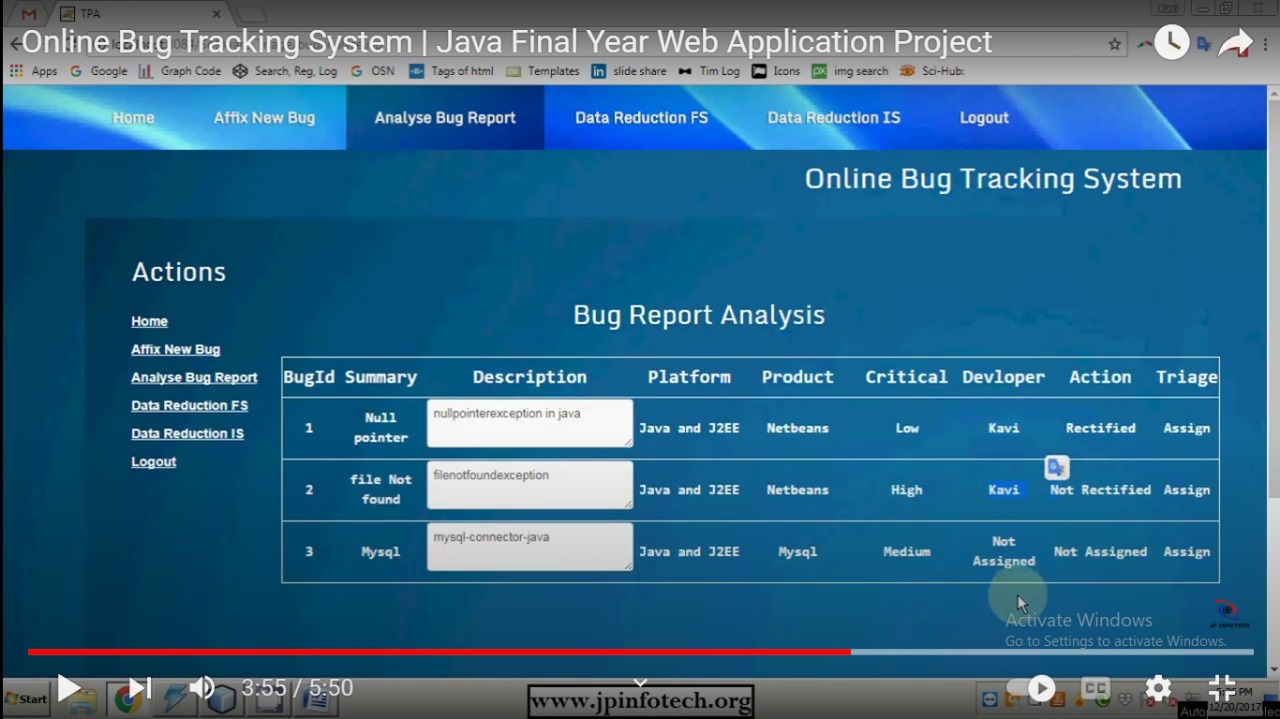 TPA
Online Bug Tracking System | Java Final Year Web Application Project
Apps Google Graph Code Search, Reg, Log OSN Tags of html Templates slide share Tim Log Icons img search Sci-Hub:
Home Affix New Bug Analyse Bug Report Data Reduction FS Data Reduction IS Logout
Online Bug Tracking System
Actions
Home
Affix New Bug
Analyse Bug Report
Data Reduction FS
Data Reduction IS
Logout
Bug Report Analysis
BugId Summary Description Platform Product Critical Devloper Action Triage
1 Null pointer nullpointerexception in java Java and J2EE Netbeans Low Kavi Rectified Assign
2 file Not found filenotfoundexception Java and J2EE Netbeans High Kavi Not Rectified Assign
3 Mysql mysql-connector-java Java and J2EE Mysql Medium Not Assigned Not Assigned Assign
JP INFOTECH
Activate Windows
Go to Settings to activate Windows.
3:55 / 5:50
CC
Start
www.jpinfotech.org
PM
12/20/2017